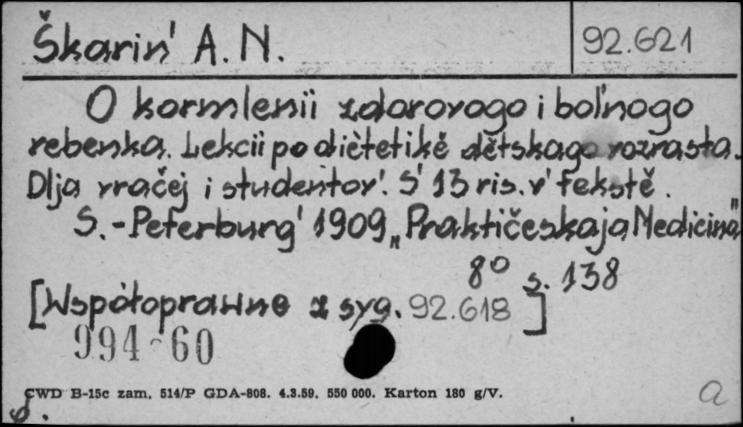 Škarin' A. N.
92.621
O kormlenii zdorovogo i bol'nogo
rebenka. Lekcii po diètetikě dětskago vozrasta.
Dlja vračej i studentov'. S' 13 ris. v' tekstě.
S.-Peterburg' 1909 „Praktičeskaja Medicina"
8° s. 138
[Współoprawne z syg. 92.618]
994-60
CWD B-15c zam. 514/P GDA-808. 4.3.59. 550 000. Karton 180 g/V.
a